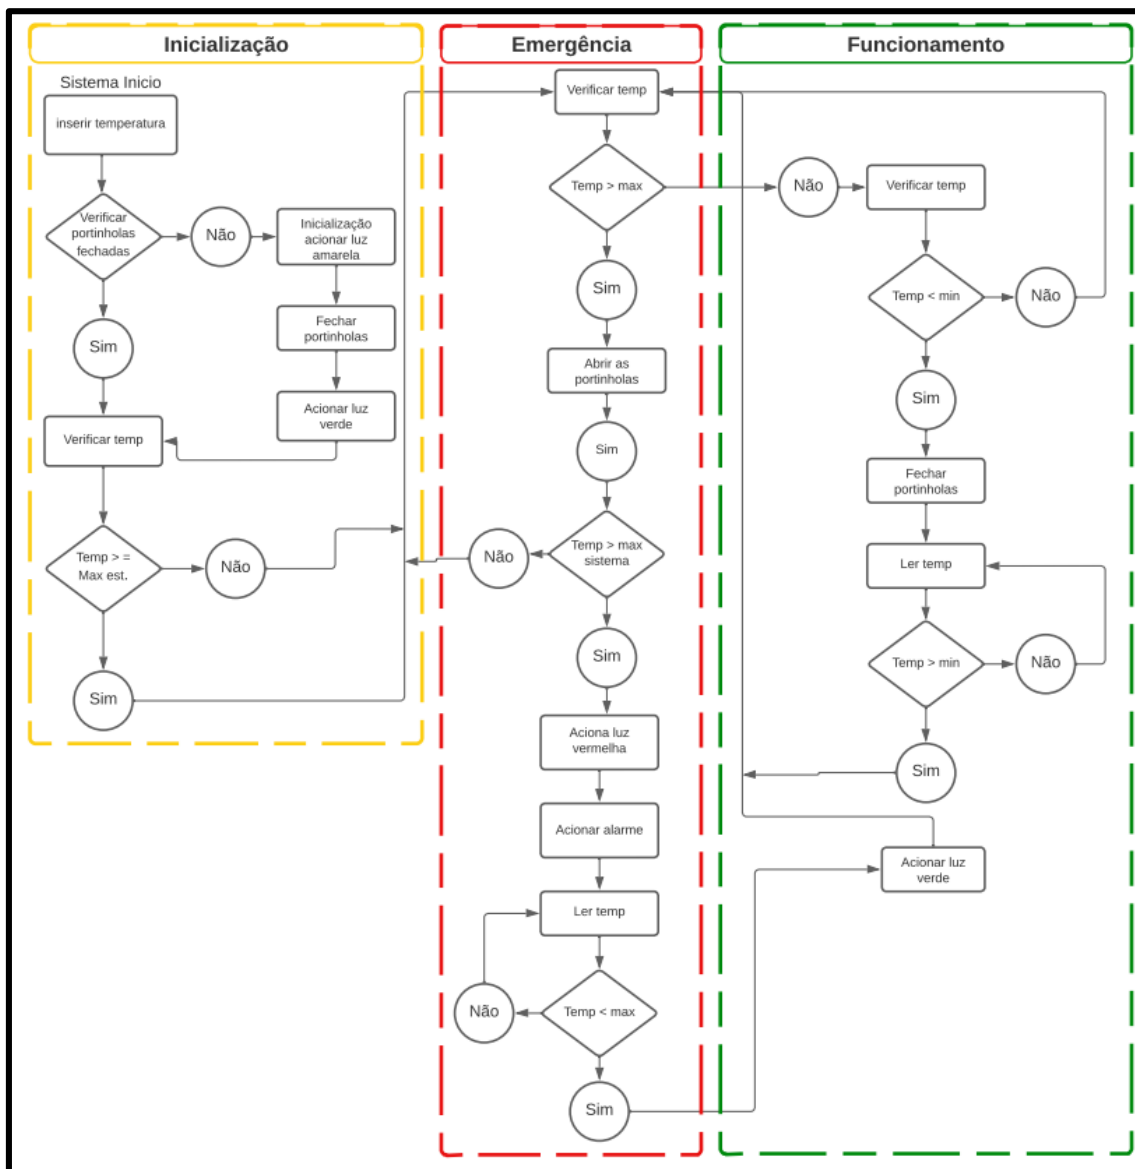 Inicialização
Sistema Inicio
inserir temperatura
Verificar
portinholas
fechadas
Não
Inicialização
acionar luz
amarela
Sim
Fechar
portinholas
Acionar luz
verde
Verificar temp
Temp > =
Max est.
Não
Sim
Emergência
Verificar temp
Temp > max
Sim
Abrir as
portinholas
Sim
Temp > max
sistema
Não
Sim
Aciona luz
vermelha
Acionar alarme
Ler temp
Temp < max
Não
Sim
Funcionamento
Não
Verificar temp
Temp < min
Não
Sim
Fechar
portinholas
Ler temp
Temp > min
Não
Sim
Acionar luz
verde